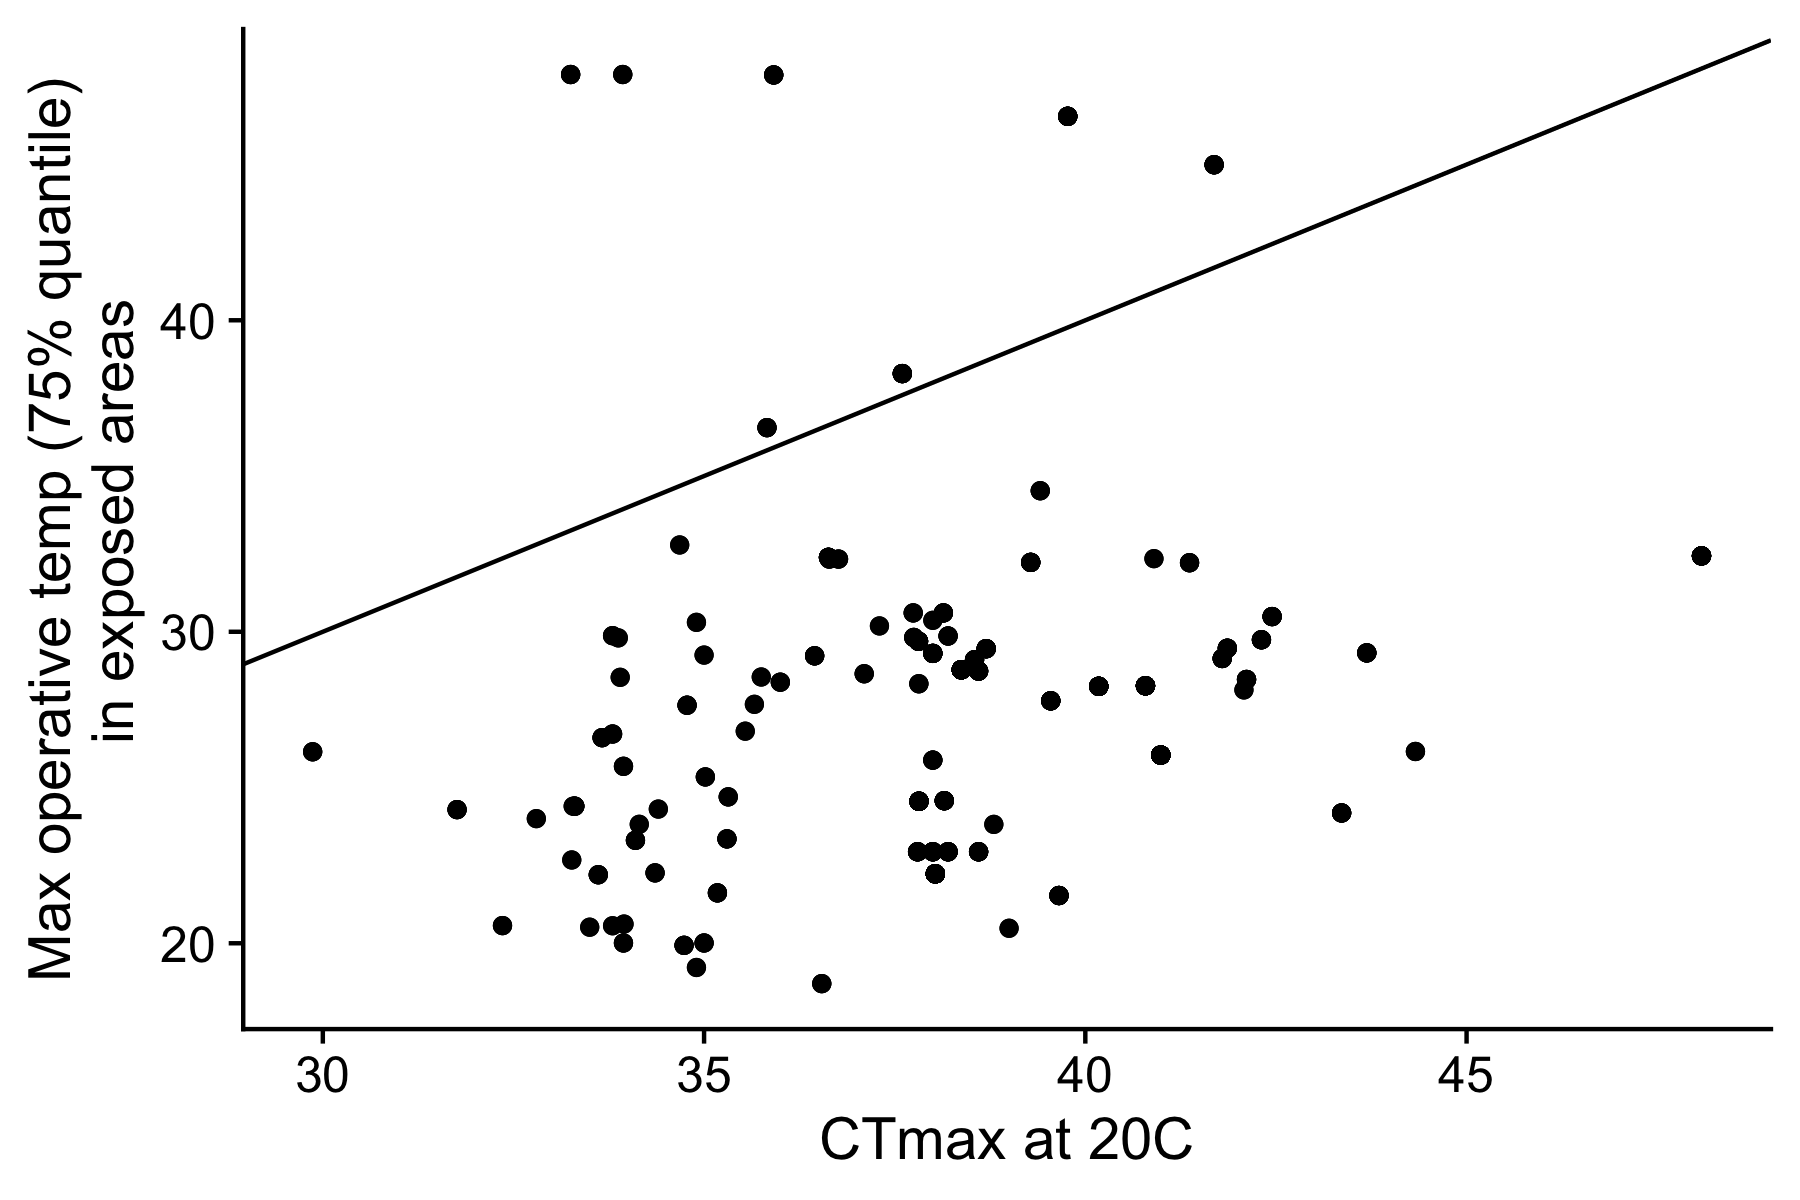 Max operative temp (75% quantile)
in exposed areas
40
30
20
30
35
40
45
CTmax at 20C